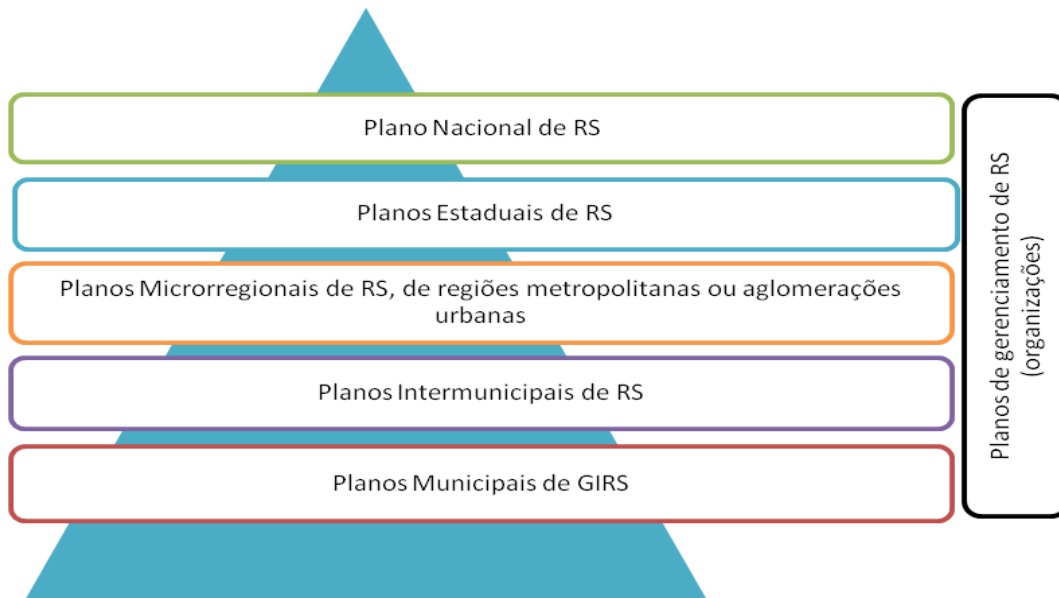 Plano Nacional de RS
Planos Estaduais de RS
Planos Microrregionais de RS, de regiões metropolitanas ou aglomerações
urbanas
Planos Intermunicipais de RS
Planos Municipais de GIRS
Planos de gerenciamento de RS
(organizações)